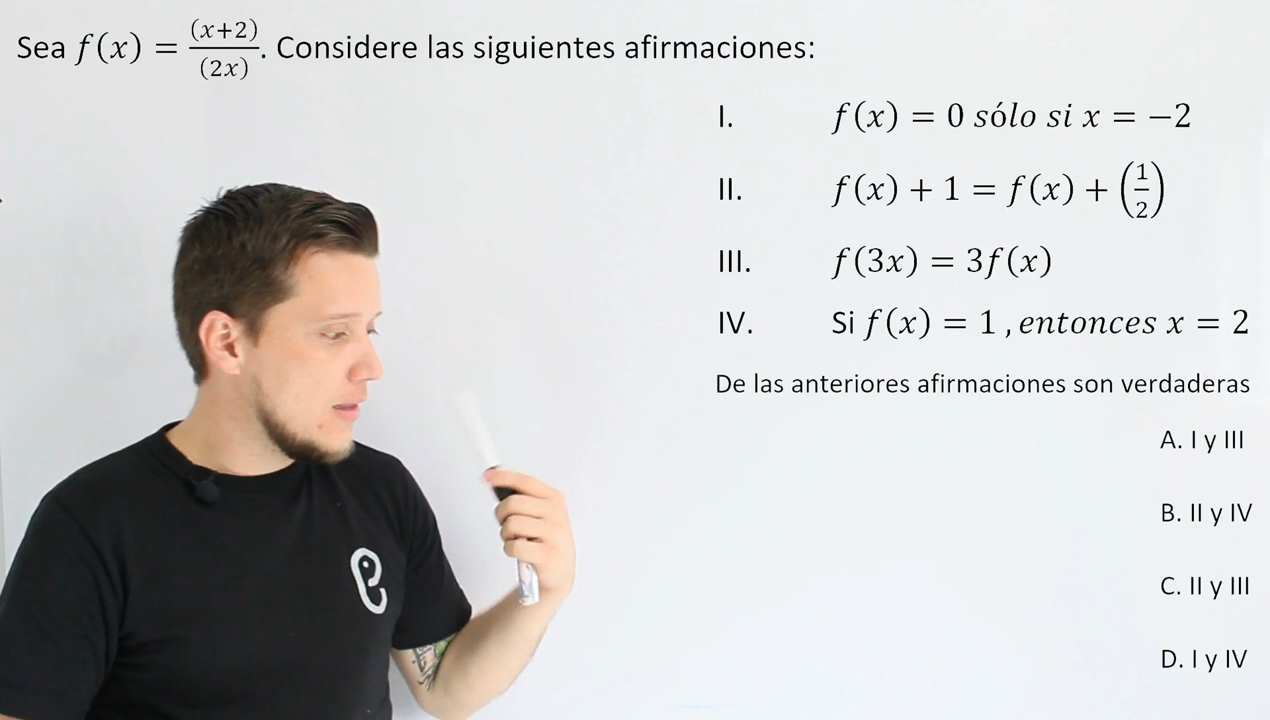 Sea f(x) = (x+2)/(2x). Considere las siguientes afirmaciones:
I. f(x) = 0 sólo si x = −2
II. f(x) + 1 = f(x) + (1/2)
III. f(3x) = 3f(x)
IV. Si f(x) = 1 , entonces x = 2
De las anteriores afirmaciones son verdaderas
A. I y III
B. II y IV
C. II y III
D. I y IV